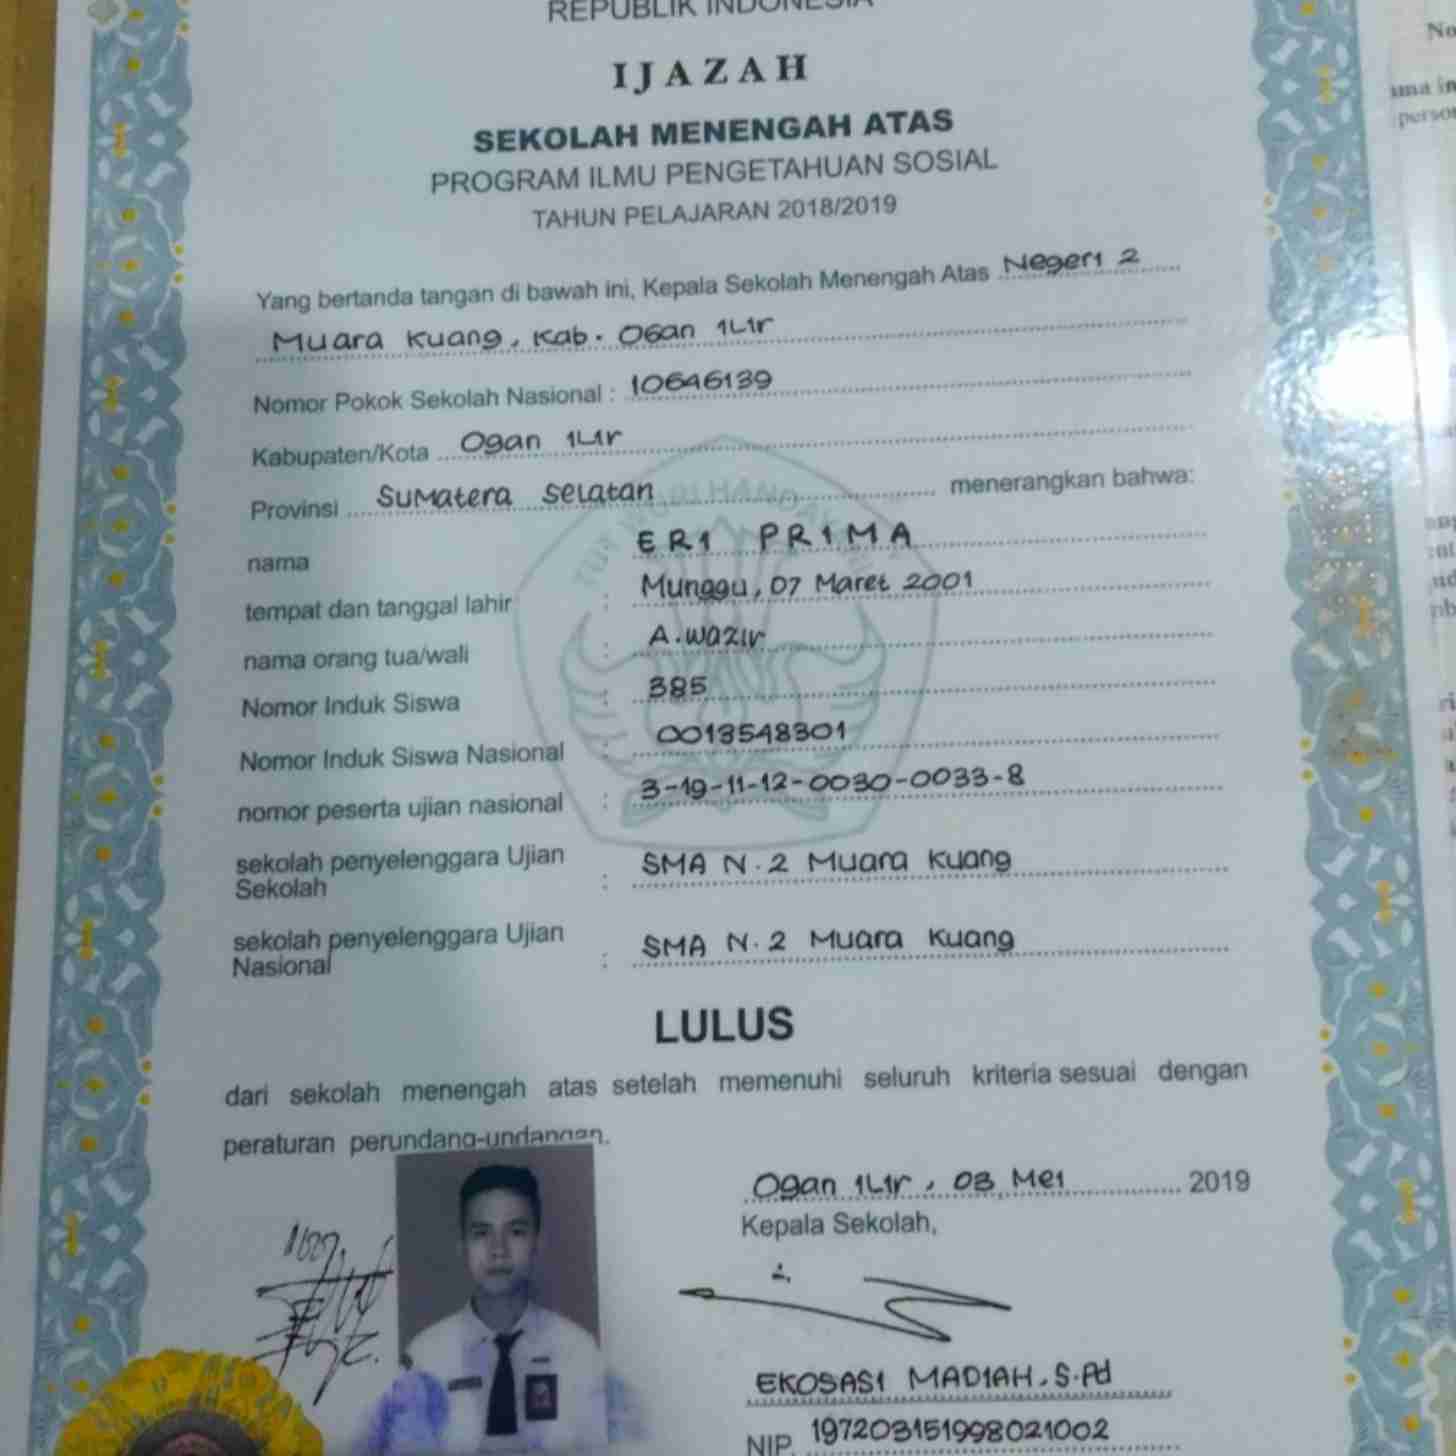 REPUBLIK INDONESIA
IJAZAH
SEKOLAH MENENGAH ATAS
PROGRAM ILMU PENGETAHUAN SOSIAL
TAHUN PELAJARAN 2018/2019
Yang bertanda tangan di bawah ini, Kepala Sekolah Menengah Atas Negeri 2
Muara Kuang, Kab. Ogan Ilir
Nomor Pokok Sekolah Nasional : 10646139
Kabupaten/Kota Ogan Ilir
Provinsi Sumatera Selatan menerangkan bahwa:
nama ERI PRIMA
tempat dan tanggal lahir : Munggu, 07 Maret 2001
nama orang tua/wali : A. Wazir
Nomor Induk Siswa : 385
Nomor Induk Siswa Nasional : 0013548301
nomor peserta ujian nasional : 3-19-11-12-0030-0033-8
sekolah penyelenggara Ujian
Sekolah : SMA N. 2 Muara Kuang
sekolah penyelenggara Ujian
Nasional : SMA N. 2 Muara Kuang
LULUS
dari sekolah menengah atas setelah memenuhi seluruh kriteria sesuai dengan
peraturan perundang-undangan.
Ogan Ilir, 03 Mei 2019
Kepala Sekolah,
EKOSASI MADIAH, S.Pd
NIP. 197203151998021002